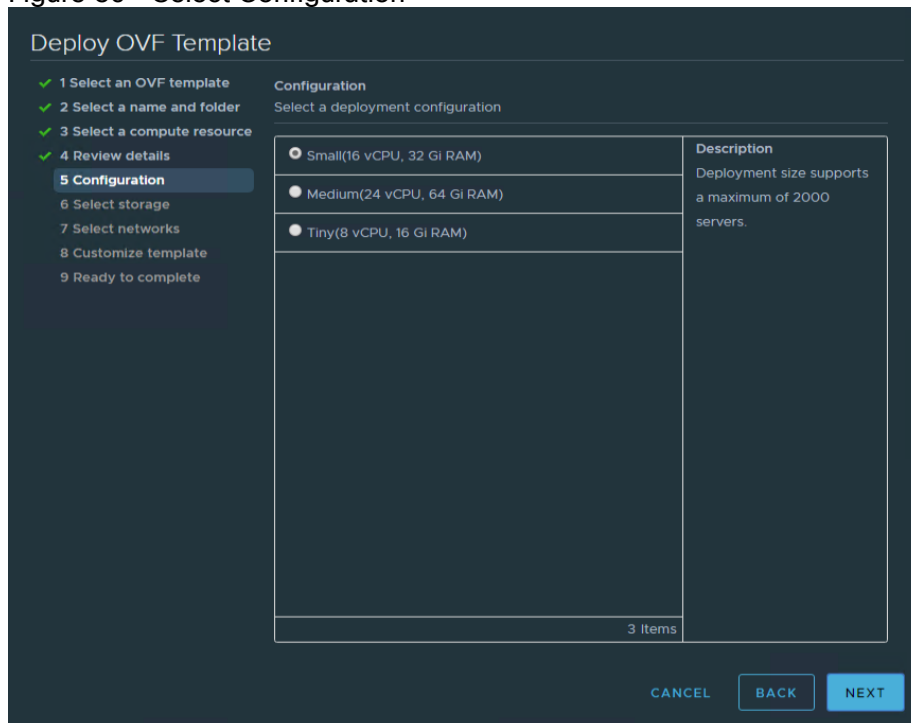 Deploy OVF Template
1 Select an OVF template
2 Select a name and folder
3 Select a compute resource
4 Review details
5 Configuration
6 Select storage
7 Select networks
8 Customize template
9 Ready to complete
Configuration
Select a deployment configuration
Small(16 vCPU, 32 Gi RAM)
Medium(24 vCPU, 64 Gi RAM)
Tiny(8 vCPU, 16 Gi RAM)
3 Items
Description
Deployment size supports
a maximum of 2000
servers.
CANCEL
BACK
NEXT